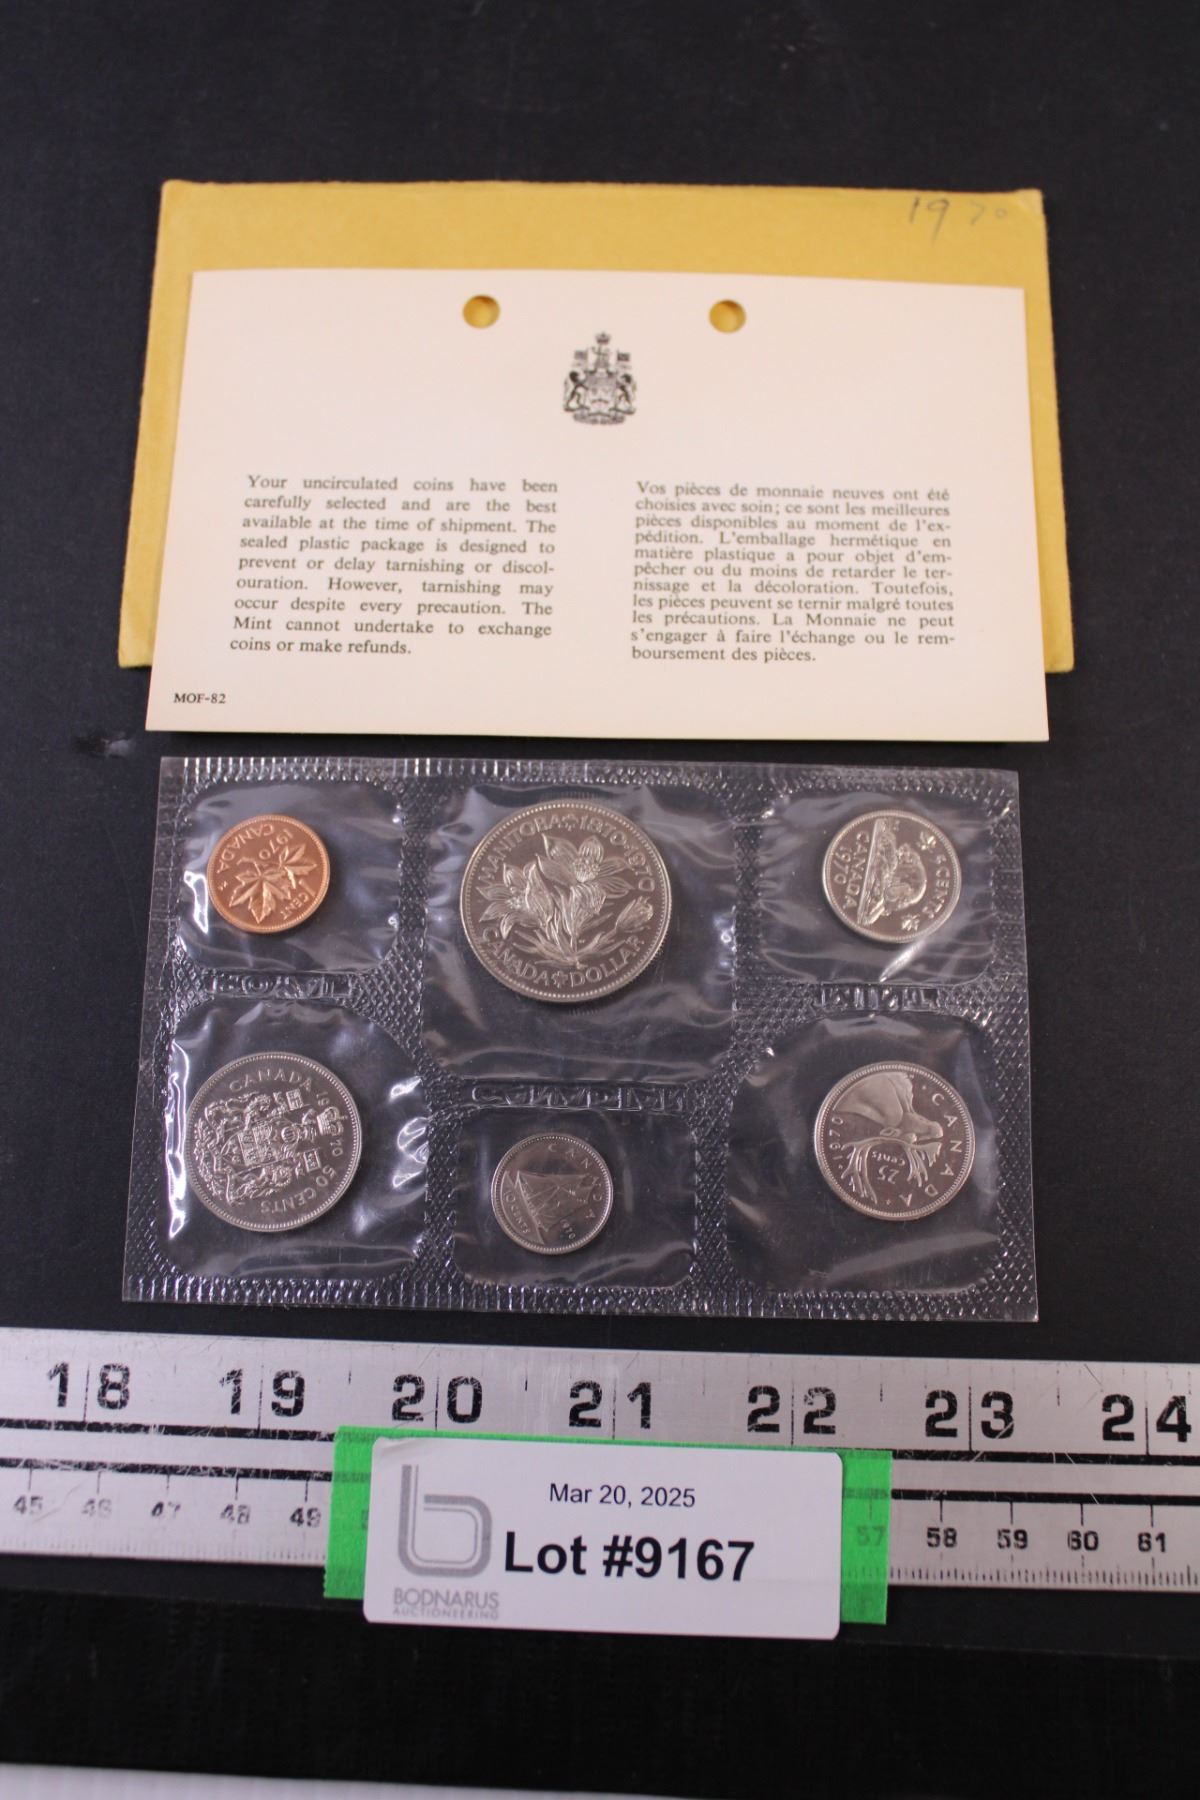 1970
Your uncirculated coins have been
carefully selected and are the best
available at the time of shipment. The
sealed plastic package is designed to
prevent or delay tarnishing or discol-
ouration. However, tarnishing may
occur despite every precaution. The
Mint cannot undertake to exchange
coins or make refunds.
Vos pièces de monnaie neuves ont été
choisies avec soin; ce sont les meilleures
pièces disponibles au moment de l'ex-
pédition. L'emballage hermétique en
matière plastique a pour objet d'em-
pêcher ou du moins de retarder le ter-
nissage et la décoloration. Toutefois,
les pièces peuvent se ternir malgré toutes
les précautions. La Monnaie ne peut
s'engager à faire l'échange ou le rem-
boursement des pièces.
MOF-82
1970
CANADA
1 CENT
MANITOBA 1870-1970
CANADA DOLLAR
5 CENTS
CANADA
1970
ROYAL
MINT
CANADIAN
CANADA 1970
50 CENTS
CANADA
1970
10 CENTS
CANADA
1970
25
cents
18 19 20 21 22 23 24
45 46 47 48 49 57 58 59 60 61
Mar 20, 2025
Lot #9167
b
BODNARUS
AUCTIONEERING